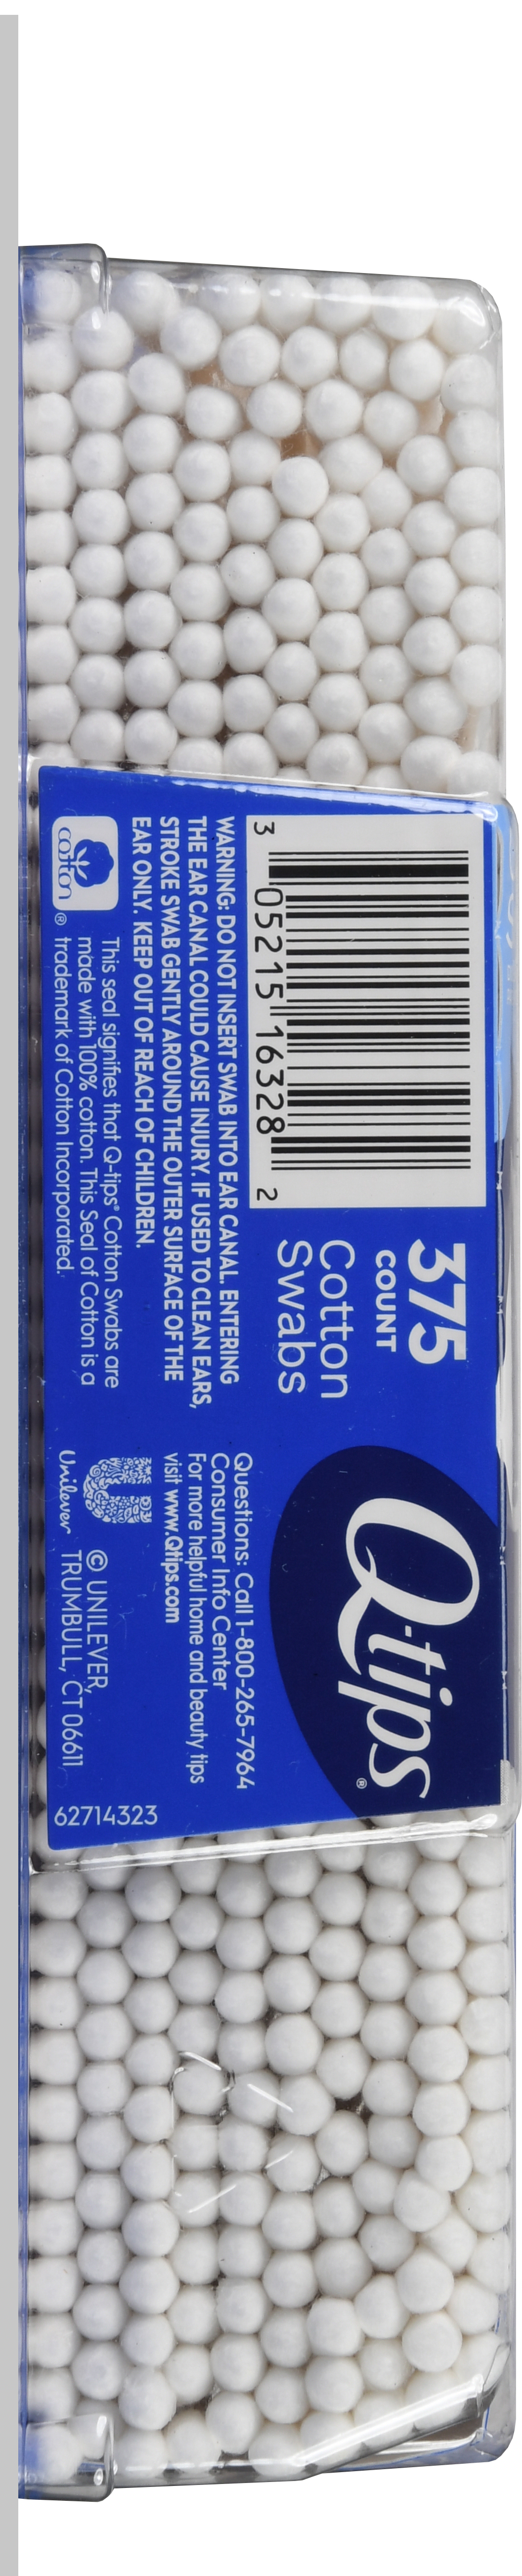 3 05215 16328 2
375
COUNT
Cotton
Swabs
Q-tips®
WARNING: DO NOT INSERT SWAB INTO EAR CANAL. ENTERING
THE EAR CANAL COULD CAUSE INJURY. IF USED TO CLEAN EARS,
STROKE SWAB GENTLY AROUND THE OUTER SURFACE OF THE
EAR ONLY. KEEP OUT OF REACH OF CHILDREN.
cotton ®
This seal signifies that Q-tips® Cotton Swabs are
made with 100% cotton. This Seal of Cotton is a
trademark of Cotton Incorporated.
Questions: Call 1-800-265-7964
Consumer Info Center
For more helpful home and beauty tips
visit www.Qtips.com
Unilever
© UNILEVER,
TRUMBULL, CT 06611
62714323